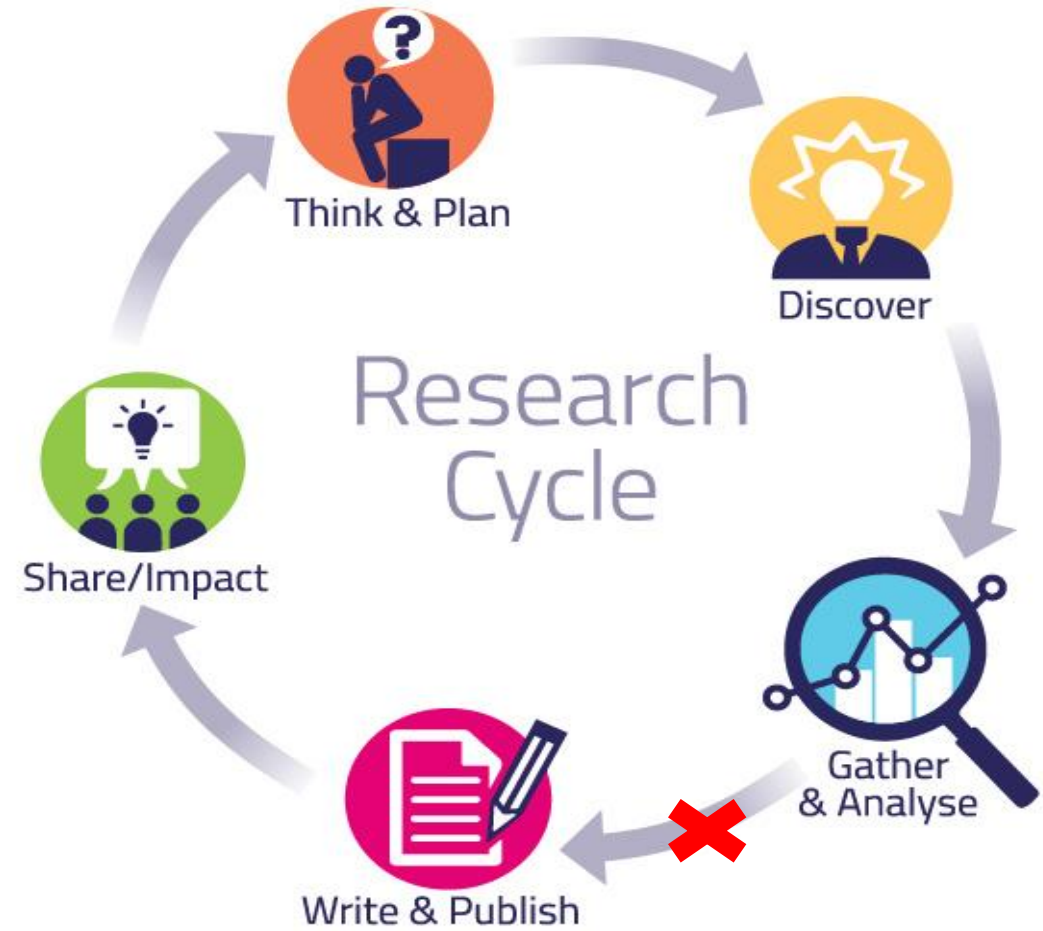 ?
Think & Plan
Discover
Research
Cycle
Share/Impact
Gather
& Analyse
Write & Publish